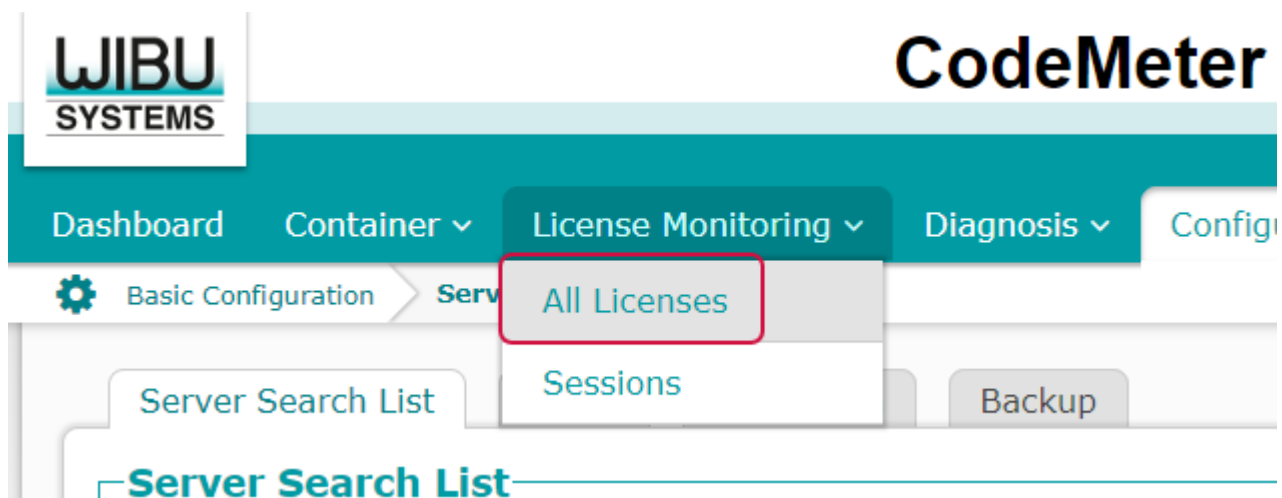 WIBU
SYSTEMS
CodeMeter
Dashboard Container License Monitoring Diagnosis
Basic Configuration
All Licenses
Sessions
Server Search List Backup
Server Search List